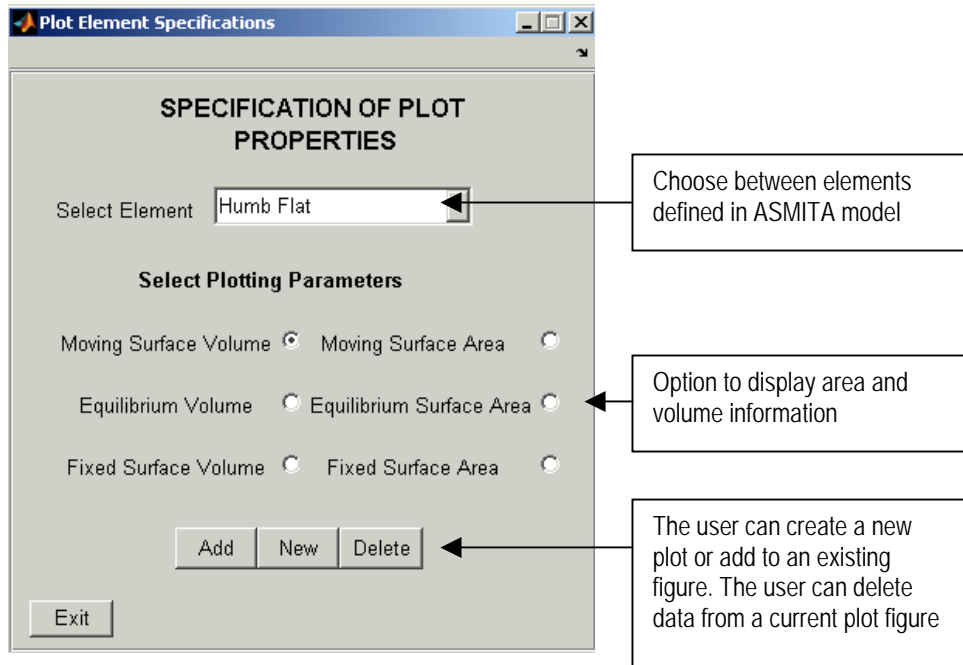 Plot Element Specifications
SPECIFICATION OF PLOT
PROPERTIES
Select Element Humb Flat
Choose between elements
defined in ASMITA model
Select Plotting Parameters
Moving Surface Volume Moving Surface Area
Equilibrium Volume Equilibrium Surface Area
Option to display area and
volume information
Fixed Surface Volume Fixed Surface Area
Add New Delete
The user can create a new
plot or add to an existing
figure. The user can delete
data from a current plot figure
Exit